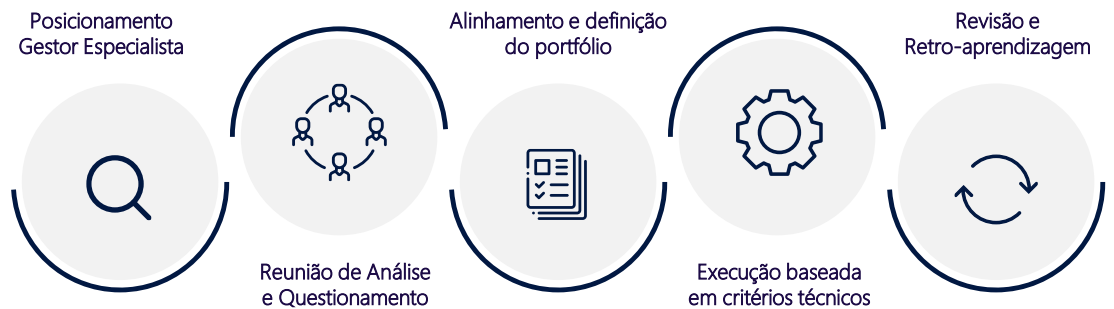 Posicionamento
Gestor Especialista
Reunião de Análise
e Questionamento
Alinhamento e definição
do portfólio
Execução baseada
em critérios técnicos
Revisão e
Retro-aprendizagem